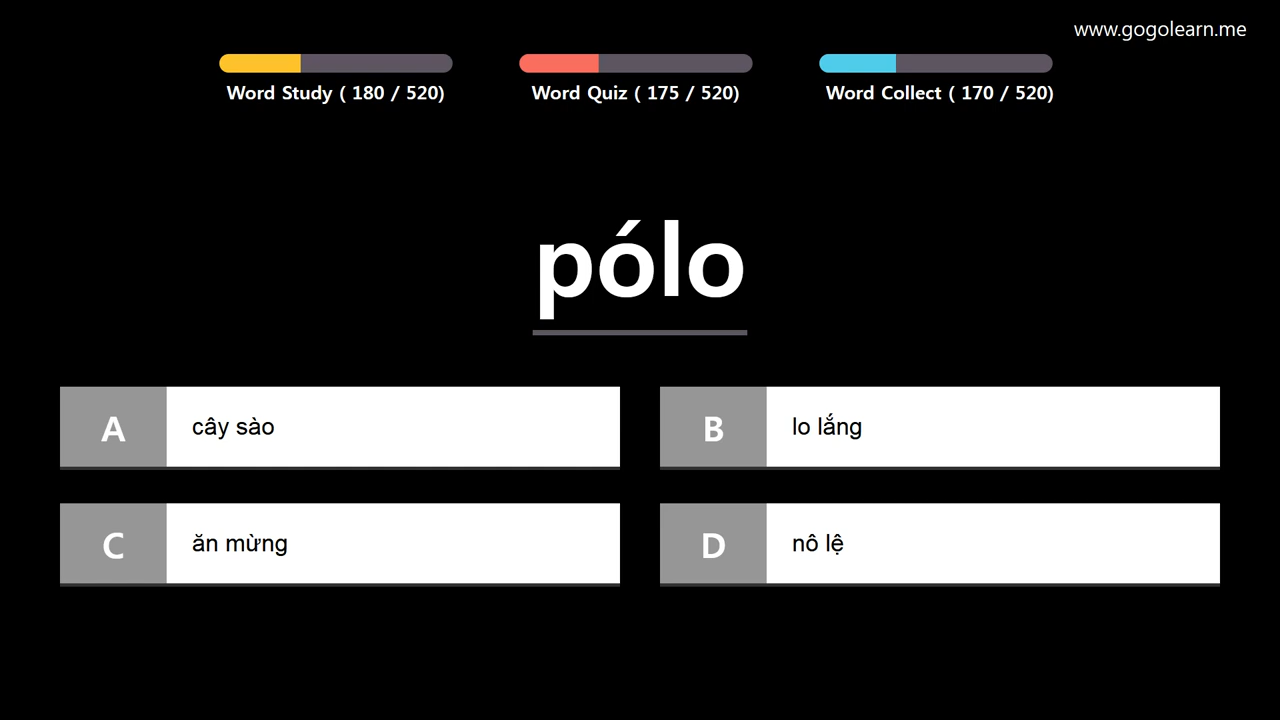 www.gogolearn.me
Word Study ( 180 / 520)
Word Quiz ( 175 / 520)
Word Collect ( 170 / 520)
pólo
A cây sào
B lo lắng
C ăn mừng
D nô lệ